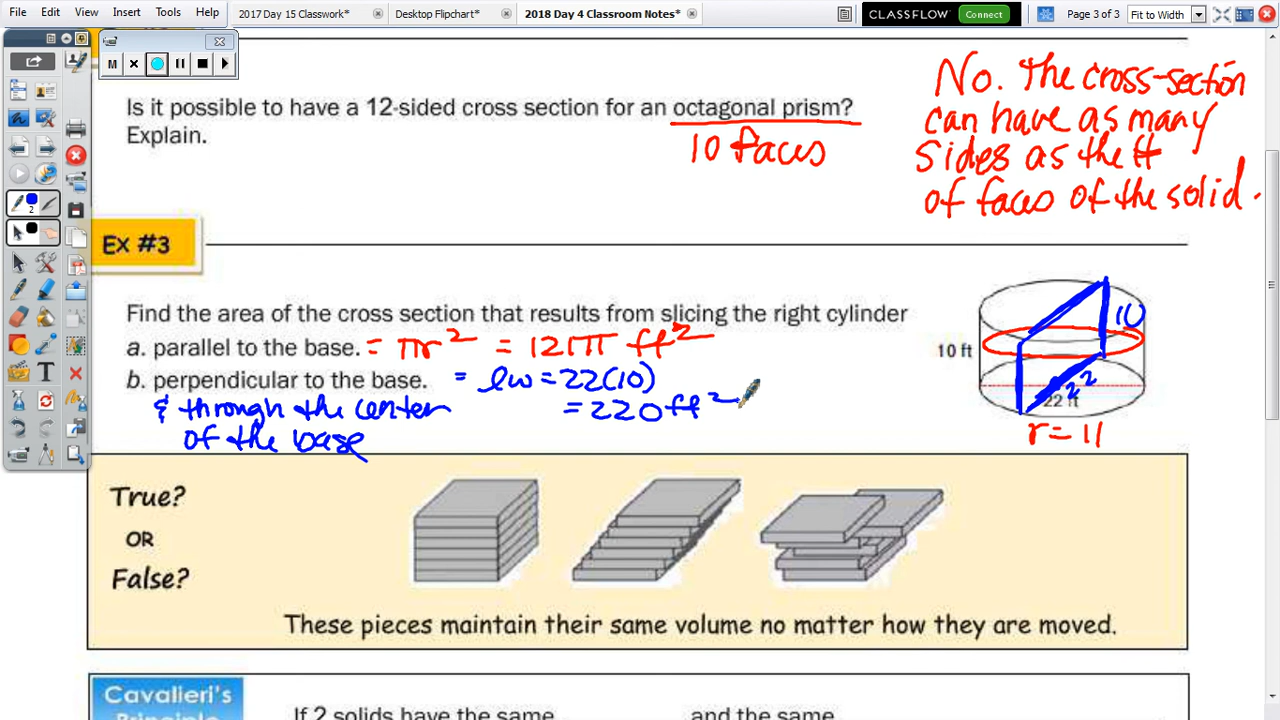 File Edit View Insert Tools Help
2017 Day 15 Classwork*
Desktop Flipchart*
2018 Day 4 Classroom Notes*
CLASSFLOW Connect
Page 3 of 3
Fit to Width
M
Is it possible to have a 12-sided cross section for an octagonal prism?
Explain.
10 faces
No. The cross-section
can have as many
sides as the #
of faces of the solid.
2
Ex #3
Find the area of the cross section that results from slicing the right cylinder
a. parallel to the base. = πr² = 121π ft²
b. perpendicular to the base. = lw = 22(10)
= 220 ft²
& through the center
of the base
10
10 ft
22
22 ft
r = 11
True?
OR
False?
These pieces maintain their same volume no matter how they are moved.
Cavalieri's
Principle
If 2 solids have the same and the same